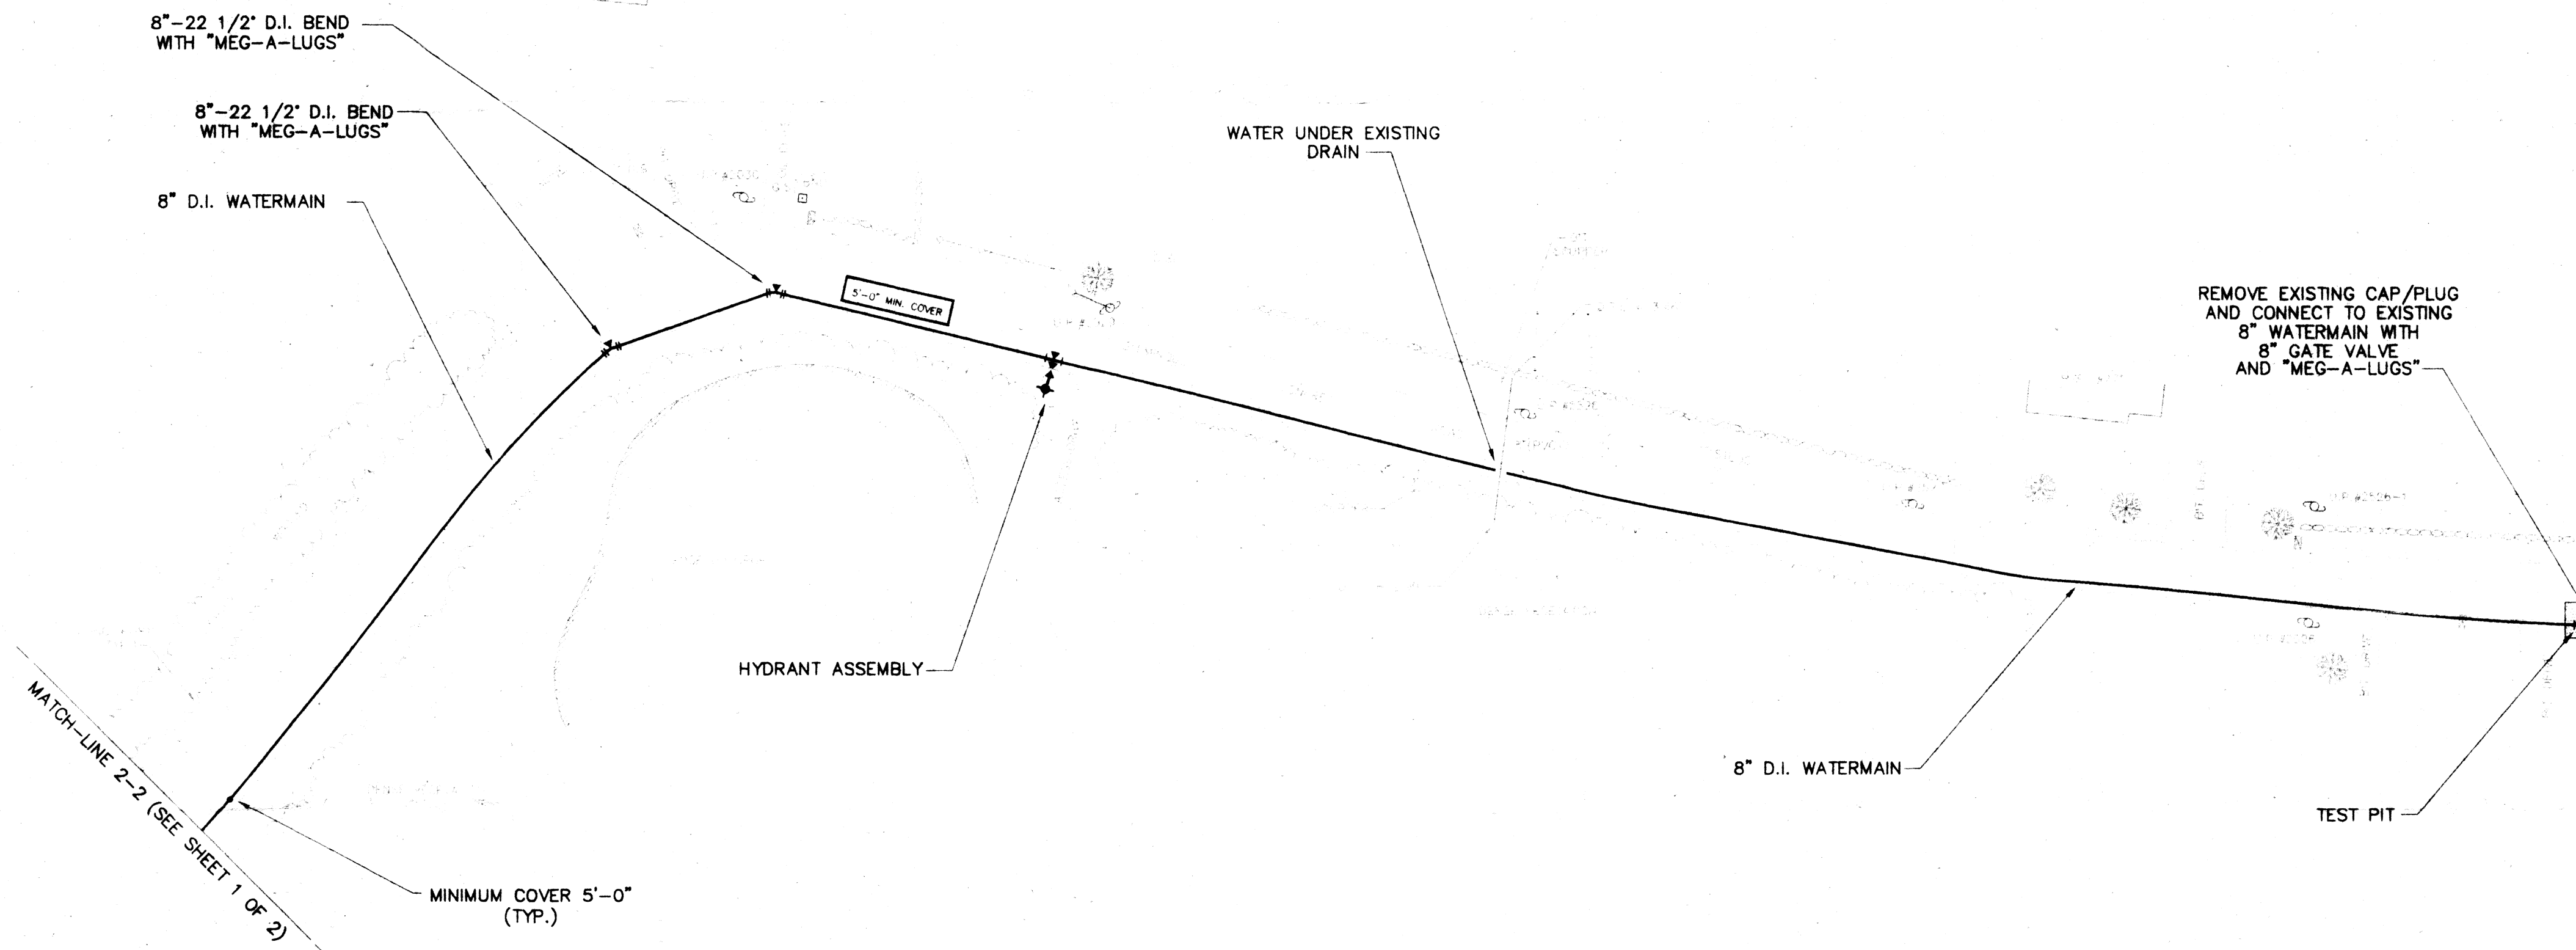 8"-22 1/2° D.I. BEND
WITH "MEG-A-LUGS"
8"-22 1/2° D.I. BEND
WITH "MEG-A-LUGS"
8" D.I. WATERMAIN
WATER UNDER EXISTING
DRAIN
5'-0" MIN. COVER
REMOVE EXISTING CAP/PLUG
AND CONNECT TO EXISTING
8" WATERMAIN WITH
8" GATE VALVE
AND "MEG-A-LUGS"
HYDRANT ASSEMBLY
8" D.I. WATERMAIN
TEST PIT
MATCH-LINE 2-2 (SEE SHEET 1 OF 2)
MINIMUM COVER 5'-0"
(TYP.)